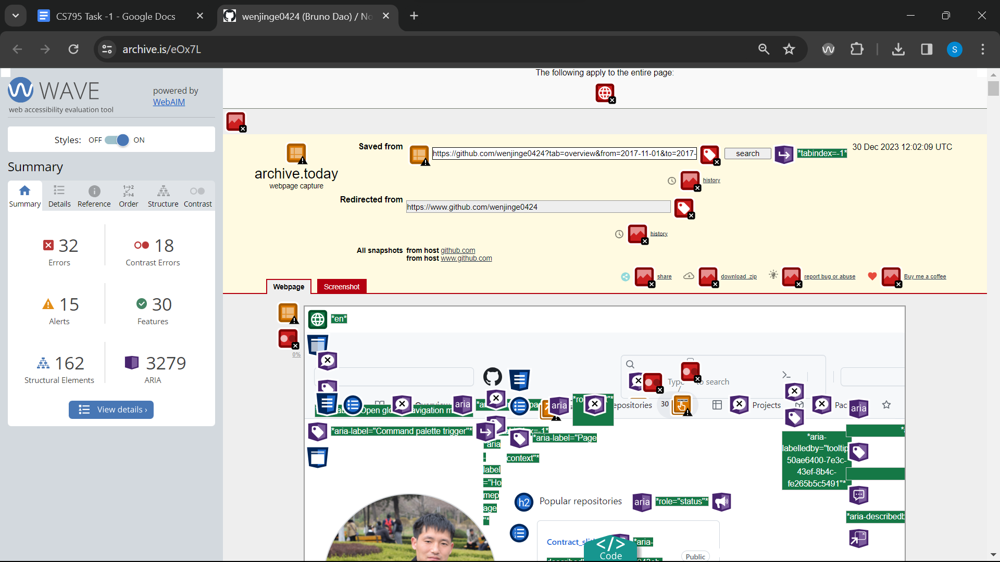 CS795 Task -1 - Google Docs
wenjinge0424 (Bruno Dao) / No
archive.is/eOx7L
S
WAVE
web accessibility evaluation tool
powered by
WebAIM
Styles: OFF ON
Summary
Summary Details Reference Order Structure Contrast
32 18
Errors Contrast Errors
15 30
Alerts Features
162 3279
Structural Elements ARIA
View details ›
The following apply to the entire page:
archive.today
webpage capture
Saved from
https://github.com/wenjinge0424?tab=overview&from=2017-11-01&to=2017-
search
*tabindex=-1*
30 Dec 2023 12:02:09 UTC
history
Redirected from
https://www.github.com/wenjinge0424
history
All snapshots from host github.com
from host www.github.com
share
download .zip
report bug or abuse
Buy me a coffee
Webpage Screenshot
*en*
0%
Type / to search
Overview
aria
aria
30
Projects
Pac
aria
*aria-label="Command palette trigger"*
*aria-label="Page
context"*
*aria
-
label
="Ho
mep
age
"*
*aria-
labelledby="tooltip
50ae6400-7e3c-
43ef-8b4c-
fe265b5c5491"*
h2 Popular repositories aria *role="status"*
*aria-describedb
Contract_sli
*aria-
</>
Code
Public